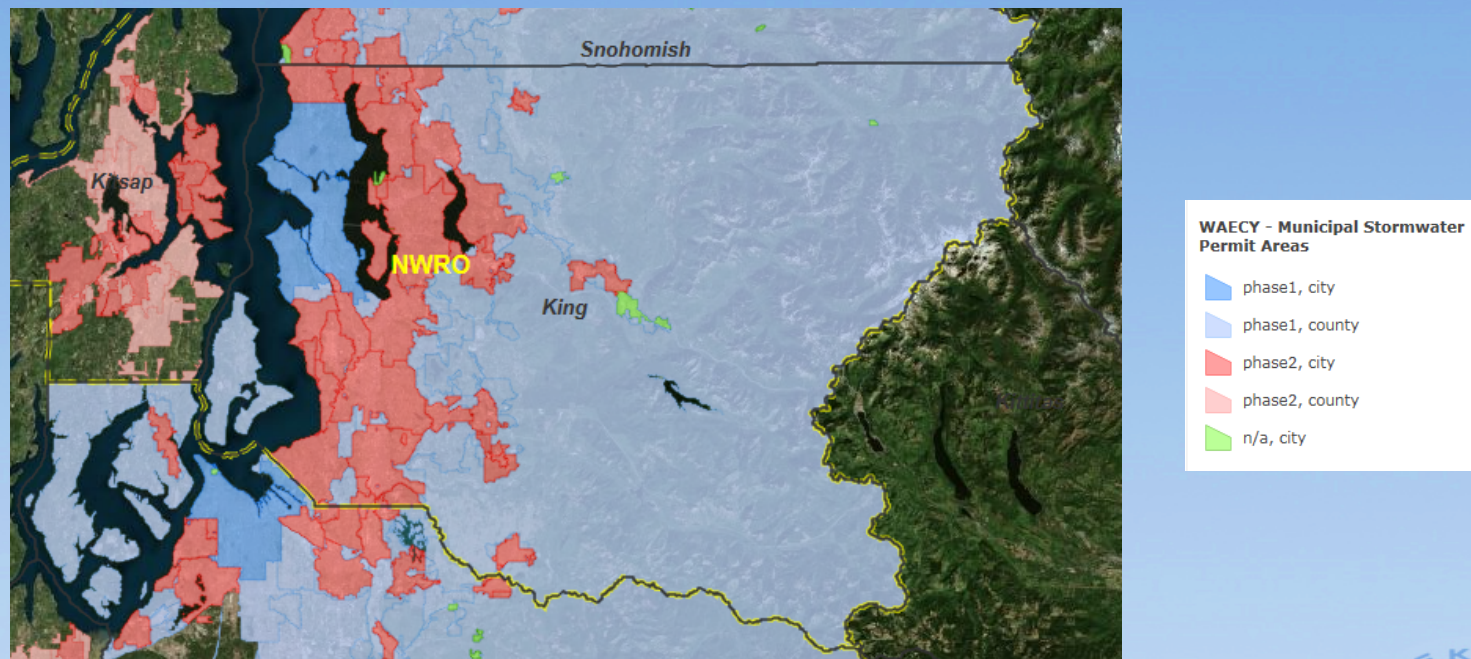 Snohomish
Kitsap
NWRO
King
WAECY - Municipal Stormwater
Permit Areas
phase1, city
phase1, county
phase2, city
phase2, county
n/a, city